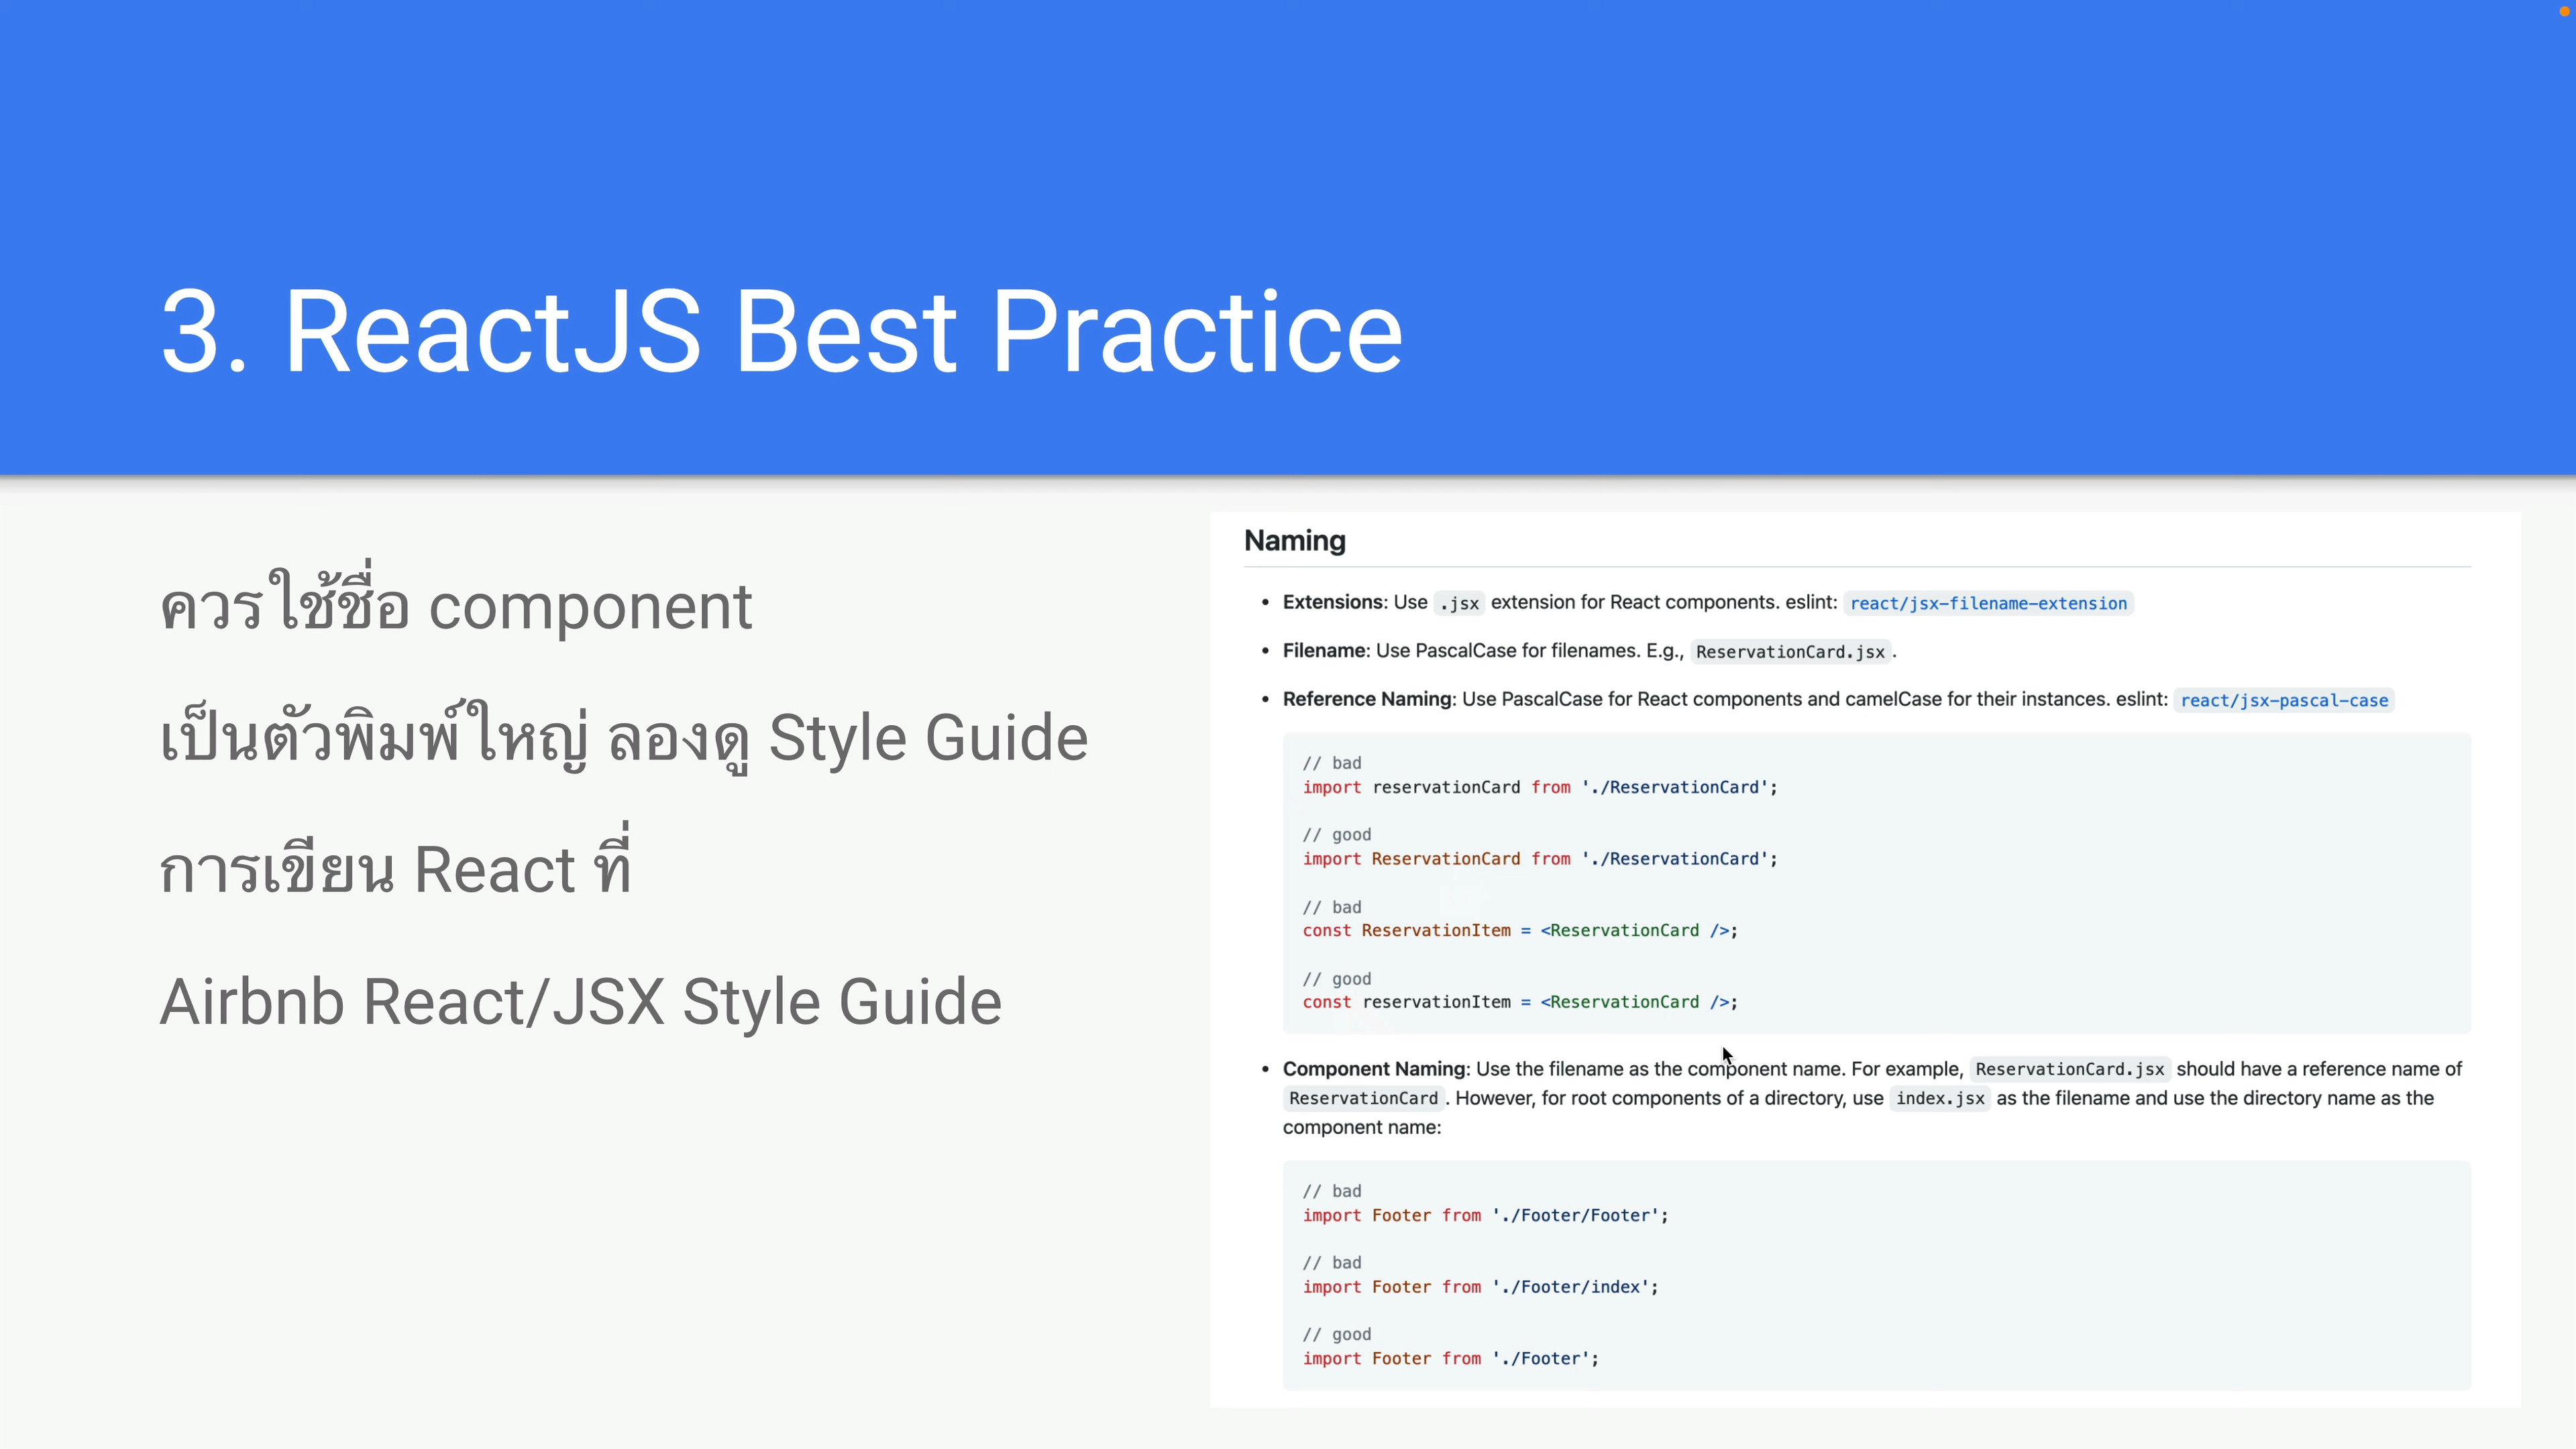 3. ReactJS Best Practice
ควรใช้ชื่อ component
เป็นตัวพิมพ์ใหญ่ ลองดู Style Guide
การเขียน React ที่
Airbnb React/JSX Style Guide
Naming
• Extensions: Use .jsx extension for React components. eslint: react/jsx-filename-extension
• Filename: Use PascalCase for filenames. E.g., ReservationCard.jsx.
• Reference Naming: Use PascalCase for React components and camelCase for their instances. eslint: react/jsx-pascal-case
// bad
import reservationCard from './ReservationCard';
// good
import ReservationCard from './ReservationCard';
// bad
const ReservationItem = <ReservationCard />;
// good
const reservationItem = <ReservationCard />;
• Component Naming: Use the filename as the component name. For example, ReservationCard.jsx should have a reference name of
ReservationCard. However, for root components of a directory, use index.jsx as the filename and use the directory name as the
component name:
// bad
import Footer from './Footer/Footer';
// bad
import Footer from './Footer/index';
// good
import Footer from './Footer';